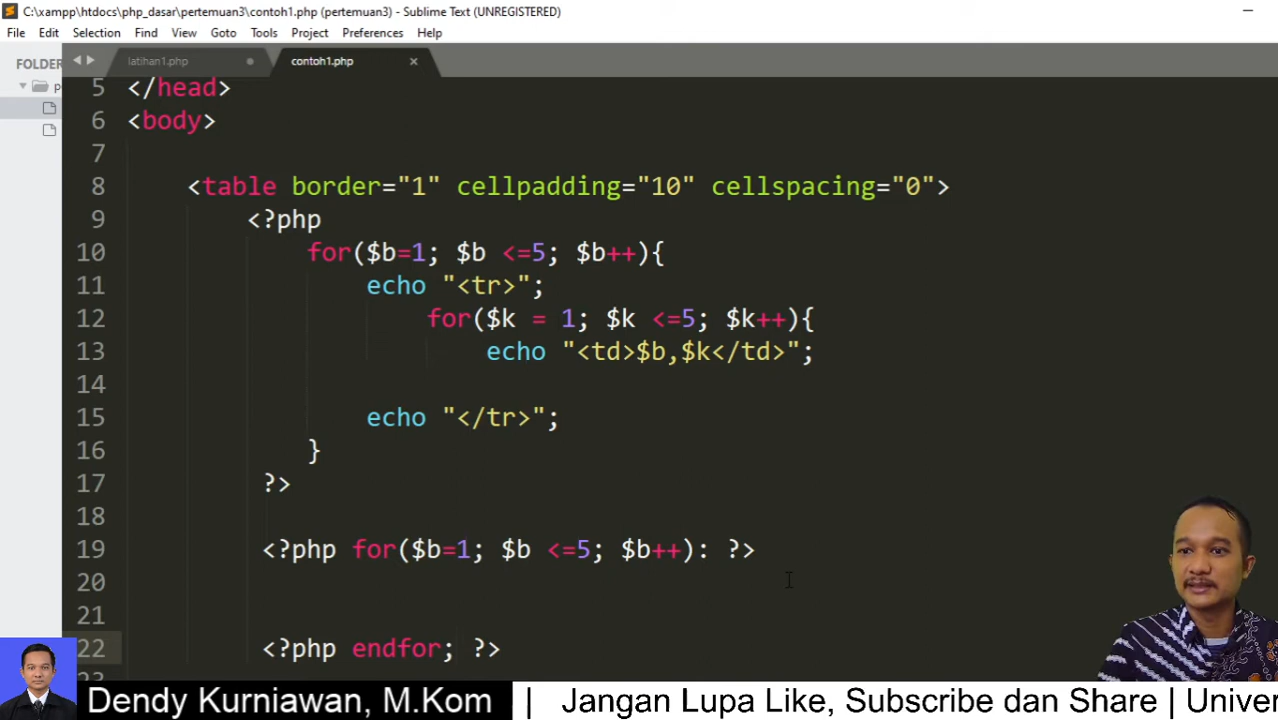 C:\xampp\htdocs\php_dasar\pertemuan3\contoh1.php (pertemuan3) - Sublime Text (UNREGISTERED)
File Edit Selection Find View Goto Tools Project Preferences Help
FOLDER
latihan1.php
contoh1.php
p
5 </head>
6 <body>
7
8 <table border="1" cellpadding="10" cellspacing="0">
9 <?php
10 for($b=1; $b <=5; $b++){
11 echo "<tr>";
12 for($k = 1; $k <=5; $k++){
13 echo "<td>$b,$k</td>";
14
15 echo "</tr>";
16 }
17 ?>
18
19 <?php for($b=1; $b <=5; $b++): ?>
20
21
22 <?php endfor; ?>
Dendy Kurniawan, M.Kom | Jangan Lupa Like, Subscribe dan Share | Univer